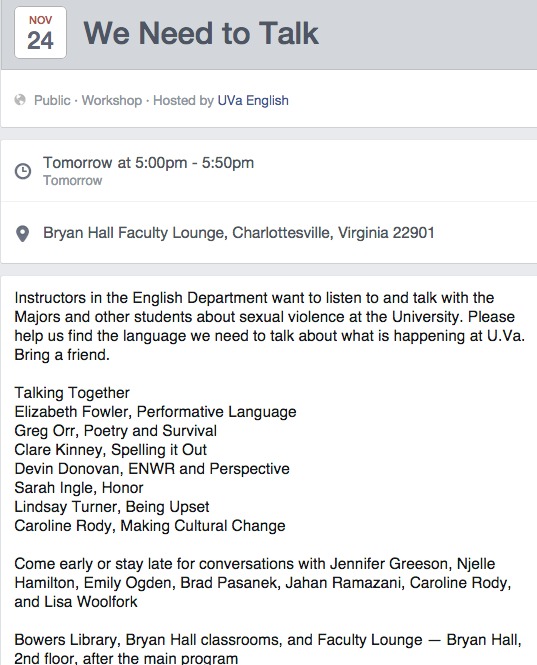 NOV
24
We Need to Talk
Public · Workshop · Hosted by UVa English
Tomorrow at 5:00pm - 5:50pm
Tomorrow
Bryan Hall Faculty Lounge, Charlottesville, Virginia 22901
Instructors in the English Department want to listen to and talk with the
Majors and other students about sexual violence at the University. Please
help us find the language we need to talk about what is happening at U.Va.
Bring a friend.
Talking Together
Elizabeth Fowler, Performative Language
Greg Orr, Poetry and Survival
Clare Kinney, Spelling it Out
Devin Donovan, ENWR and Perspective
Sarah Ingle, Honor
Lindsay Turner, Being Upset
Caroline Rody, Making Cultural Change
Come early or stay late for conversations with Jennifer Greeson, Njelle
Hamilton, Emily Ogden, Brad Pasanek, Jahan Ramazani, Caroline Rody,
and Lisa Woolfork
Bowers Library, Bryan Hall classrooms, and Faculty Lounge — Bryan Hall,
2nd floor, after the main program